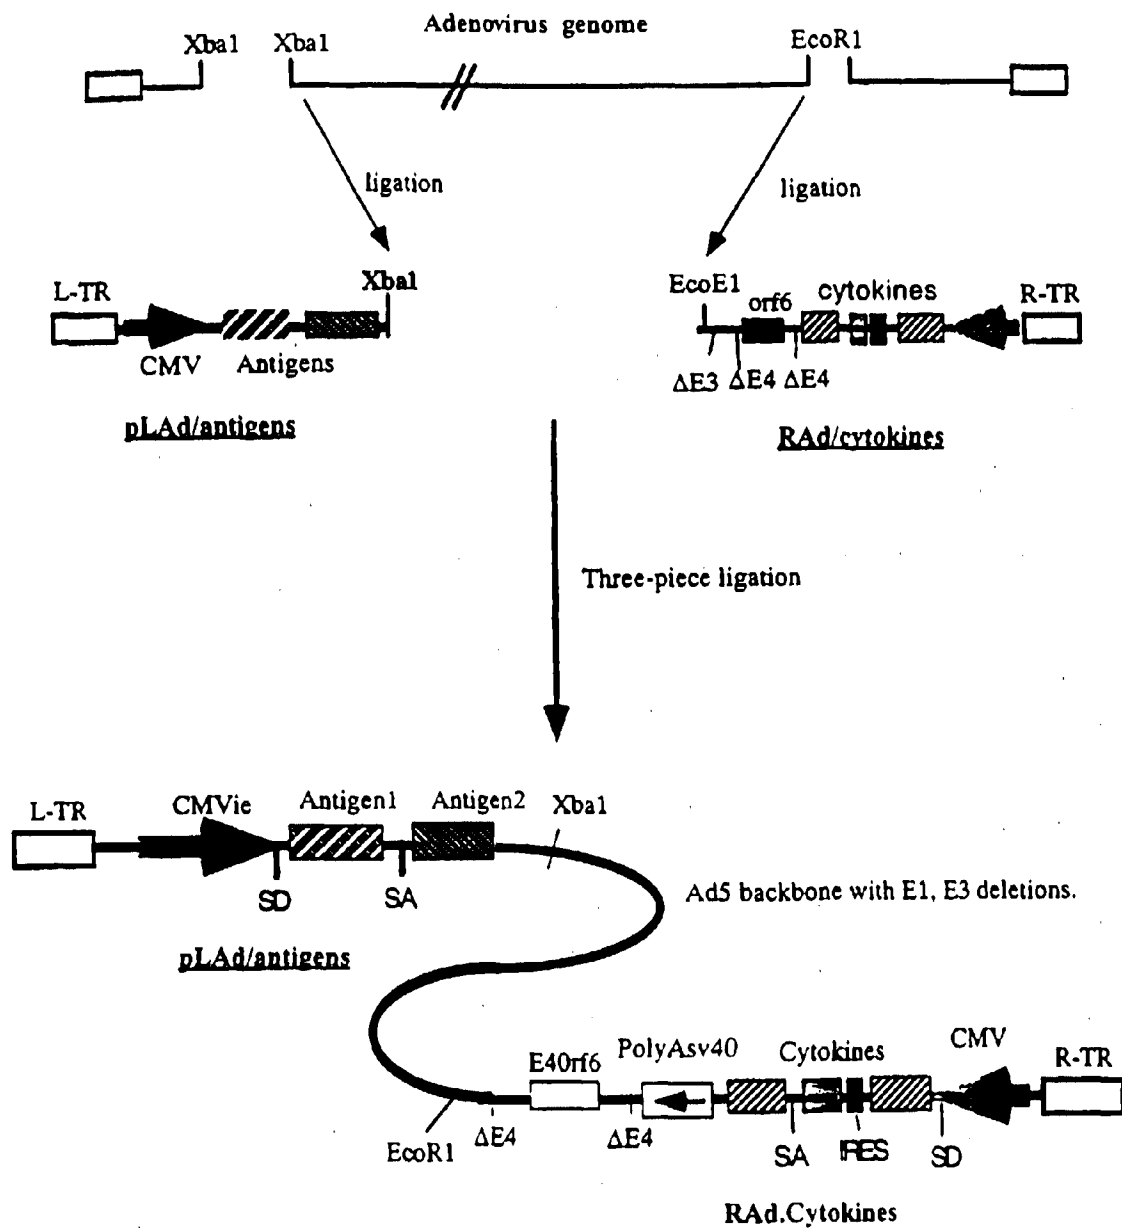 Adenovirus genome
Xba1 Xba1 EcoR1
ligation ligation
Xba1
L-TR
CMV Antigens
pLAd/antigens
EcoE1 orf6 cytokines R-TR
ΔE3 ΔE4 ΔE4
RAd/cytokines
Three-piece ligation
L-TR CMVie Antigen1 Antigen2 Xba1
SD SA
Ad5 backbone with E1, E3 deletions.
pLAd/antigens
E4Orf6 PolyAsv40 Cytokines CMV R-TR
EcoR1 ΔE4 ΔE4 SA IRES SD
RAd.Cytokines